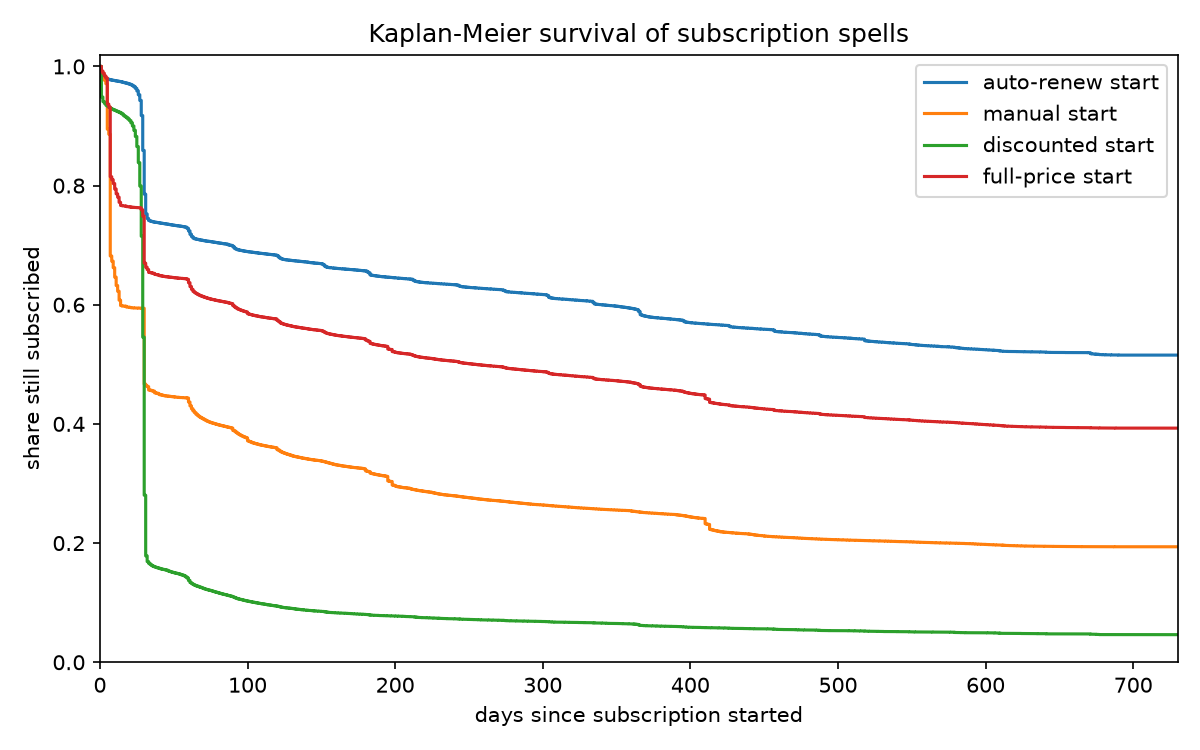 Kaplan-Meier survival of subscription spells
auto-renew start
manual start
discounted start
full-price start
share still subscribed
1.0
0.8
0.6
0.4
0.2
0.0
0 100 200 300 400 500 600 700
days since subscription started